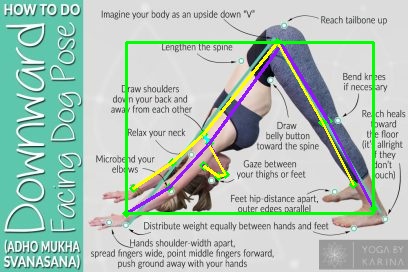 HOW TO DO
Downward
Facing Dog Pose
(ADHO MUKHA
SVANASANA)
Imagine your body as an upside down "V"
Reach tailbone up
Lengthen the spine
Draw shoulders
down your back and
away from each other
Bend knees
if necessary
Relax your neck
Draw
belly button
toward the spine
Reach heals
toward
the floor
(it's alright
if they
don't
touch)
Microbend your
elbows
Gaze between
your thighs or feet
Feet hip-distance apart,
outer edges parallel
Distribute weight equally between hands and feet
Hands shoulder-width apart,
spread fingers wide, point middle fingers forward,
push ground away with your hands
YOGA BY
KARINA